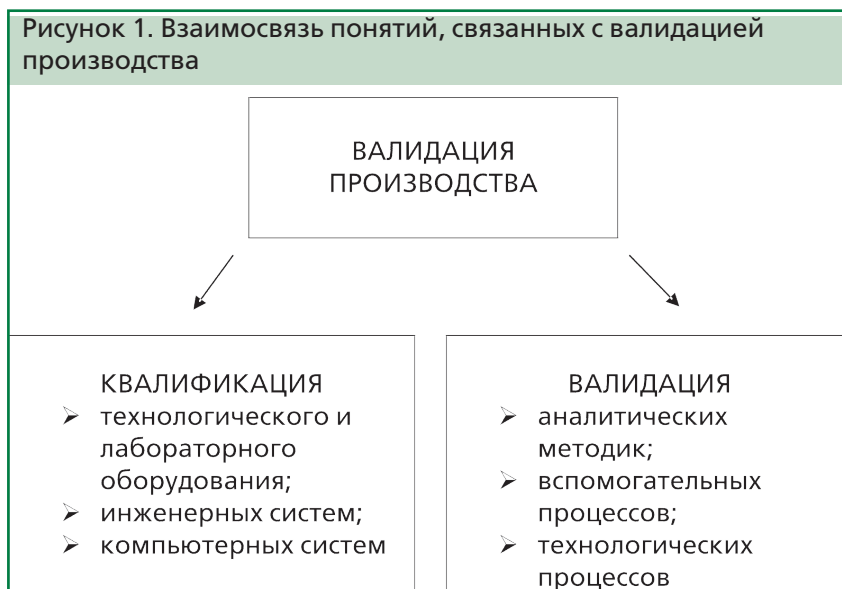 Рисунок 1. Взаимосвязь понятий, связанных с валидацией
производства
ВАЛИДАЦИЯ
ПРОИЗВОДСТВА
КВАЛИФИКАЦИЯ
➢ технологического и
лабораторного
оборудования;
➢ инженерных систем;
➢ компьютерных систем
ВАЛИДАЦИЯ
➢ аналитических
методик;
➢ вспомогательных
процессов;
➢ технологических
процессов